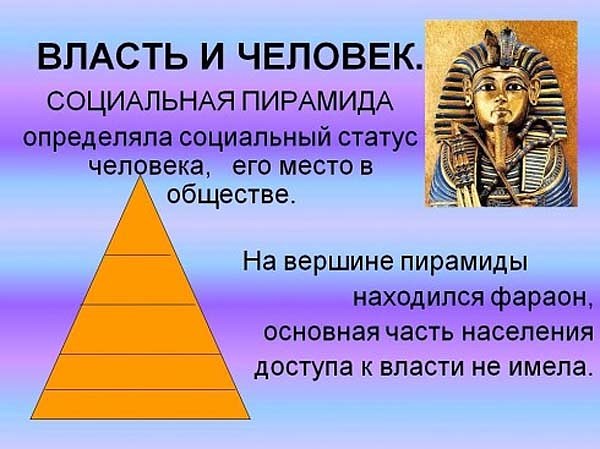 ВЛАСТЬ И ЧЕЛОВЕК.
СОЦИАЛЬНАЯ ПИРАМИДА
определяла социальный статус
человека, его место в
обществе.
На вершине пирамиды
находился фараон,
основная часть населения
доступа к власти не имела.